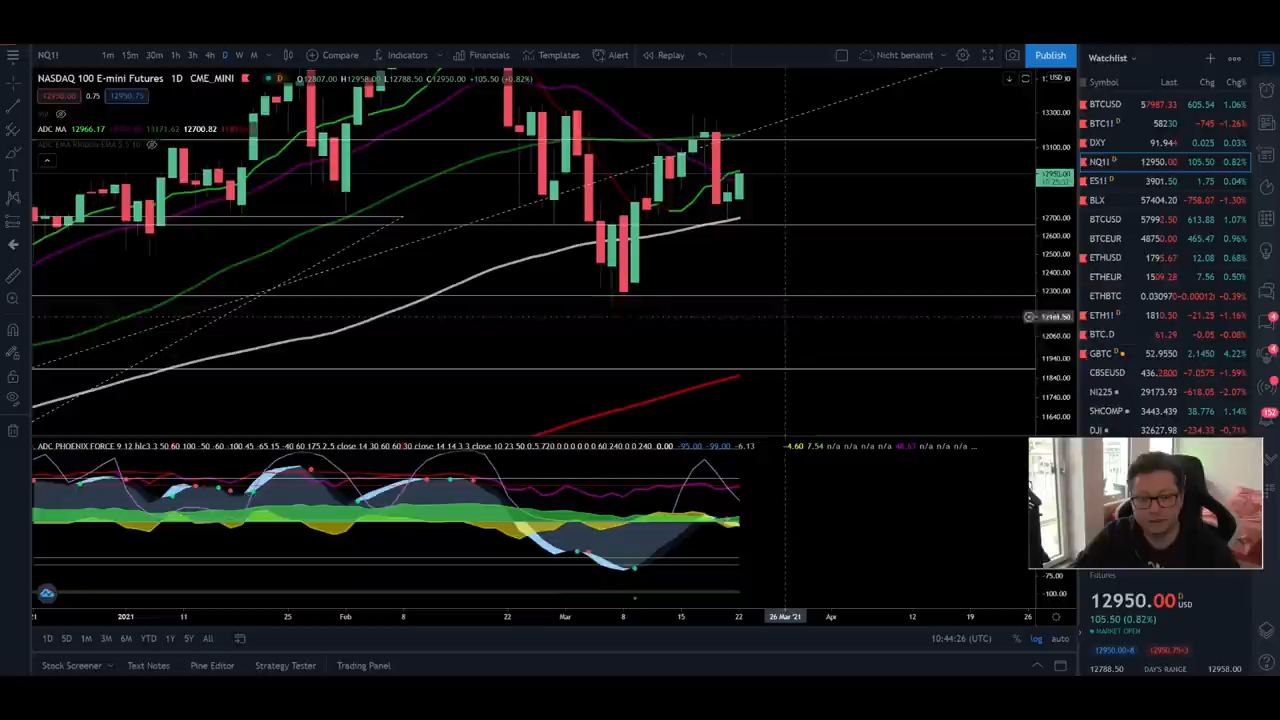 NQ1! 1m 15m 30m 1h 3h 4h D W M Compare Indicators Financials Templates Alert Replay Nicht benannt Publish
NASDAQ 100 E-mini Futures 1D CME_MINI D O12807.00 H12958.00 L12788.50 C12950.00 +105.50 (+0.82%)
12950.00 0.75 12950.75
ADC MA 12966.17 13171.62 12700.82
ADC EMA Ribbon EMA 3 5 10
USD
13300.00
13100.00
12950.00
12700.00
12600.00
12500.00
12400.00
12300.00
12060.00
11940.00
11840.00
11740.00
11640.00
ADC PHOENIX FORCE 9 12 hlc3 3 50 60 100 -50 -60 -100 45 -65 15 -40 60 175 2.5 close 14 30 60 30 close 14 14 3 3 close 10 23 50 0.5 720 0 0 0 0 0 0 60 240 0 240 0.00 -95.00 -99.00 -6.13 -4.60 7.54 n/a n/a n/a n/a 48.63 n/a n/a n/a ...
-75.00
-100.00
21 2021 11 25 Feb 8 22 Mar 8 15 22 26 Mar '21 Apr 12 19 26
1D 5D 1M 3M 6M YTD 1Y 5Y All
10:44:26 (UTC) % log auto
Stock Screener Text Notes Pine Editor Strategy Tester Trading Panel
Watchlist
Symbol Last Chg Chg%
BTCUSD 57987.33 605.54 1.06%
BTC1! D 58230 -745 -1.26%
DXY 91.944 0.025 0.03%
NQ1! D 12950.00 105.50 0.82%
ES1! D 3901.50 1.75 0.04%
BLX 57404.20 -758.07 -1.30%
BTCUSD 57992.50 613.88 1.07%
BTCEUR 48750.00 465.47 0.96%
ETHUSD 1795.67 12.08 0.68%
ETHEUR 1509.28 7.56 0.50%
ETHBTC 0.030970 -0.00012 -0.39%
ETH1! D 1810.50 -21.25 -1.16%
BTC.D 61.29 -0.05 -0.08%
GBTC D 52.9550 2.1450 4.22%
CBSEUSD 436.2800 -7.0575 -1.59%
NI225 29173.93 -618.05 -2.07%
SHCOMP 3443.439 38.776 1.14%
DJI 32627.98 -234.33 -0.71%
4
4
152
Futures
12950.00 D USD
105.50 (0.82%)
MARKET OPEN
12950.00×8 12950.75×3
12788.50 DAY'S RANGE 12958.00